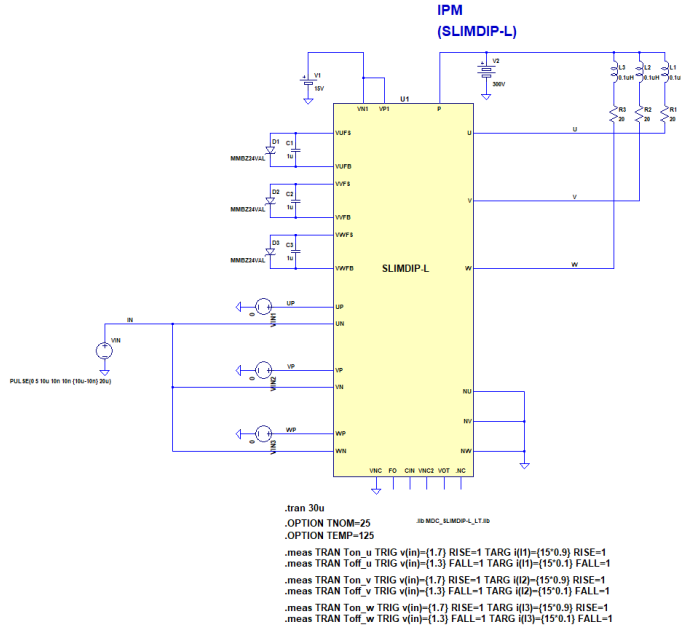 IPM
(SLIMDIP-L)
V1
15V
V2
300V
L3
0.1uH
L2
0.1uH
L1
0.1u
R3
20
R2
20
R1
20
U1
VN1
VP1
P
VUFS
VUFB
VVFS
VVFB
VWFS
VWFB
UP
UN
VP
VN
WP
WN
U
V
W
NU
NV
NW
VNC
FO
CIN
VNC2
VOT
.NC
SLIMDIP-L
D1
C1
1u
MMBZ24VAL
D2
C2
1u
MMBZ24VAL
D3
C3
1u
MMBZ24VAL
U
V
W
UP
0
VIN1
IN
VIN
PULSE(0 5 10u 10n 10n {10u-10n} 20u)
VP
0
VIN2
WP
0
VIN3
.tran 30u
.OPTION TNOM=25
.lib MDC_SLIMDIP-L_LT.lib
.OPTION TEMP=125
.meas TRAN Ton_u TRIG v(in)={1.7} RISE=1 TARG i(l1)={15*0.9} RISE=1
.meas TRAN Toff_u TRIG v(in)={1.3} FALL=1 TARG i(l1)={15*0.1} FALL=1
.meas TRAN Ton_v TRIG v(in)={1.7} RISE=1 TARG i(l2)={15*0.9} RISE=1
.meas TRAN Toff_v TRIG v(in)={1.3} FALL=1 TARG i(l2)={15*0.1} FALL=1
.meas TRAN Ton_w TRIG v(in)={1.7} RISE=1 TARG i(l3)={15*0.9} RISE=1
.meas TRAN Toff_w TRIG v(in)={1.3} FALL=1 TARG i(l3)={15*0.1} FALL=1